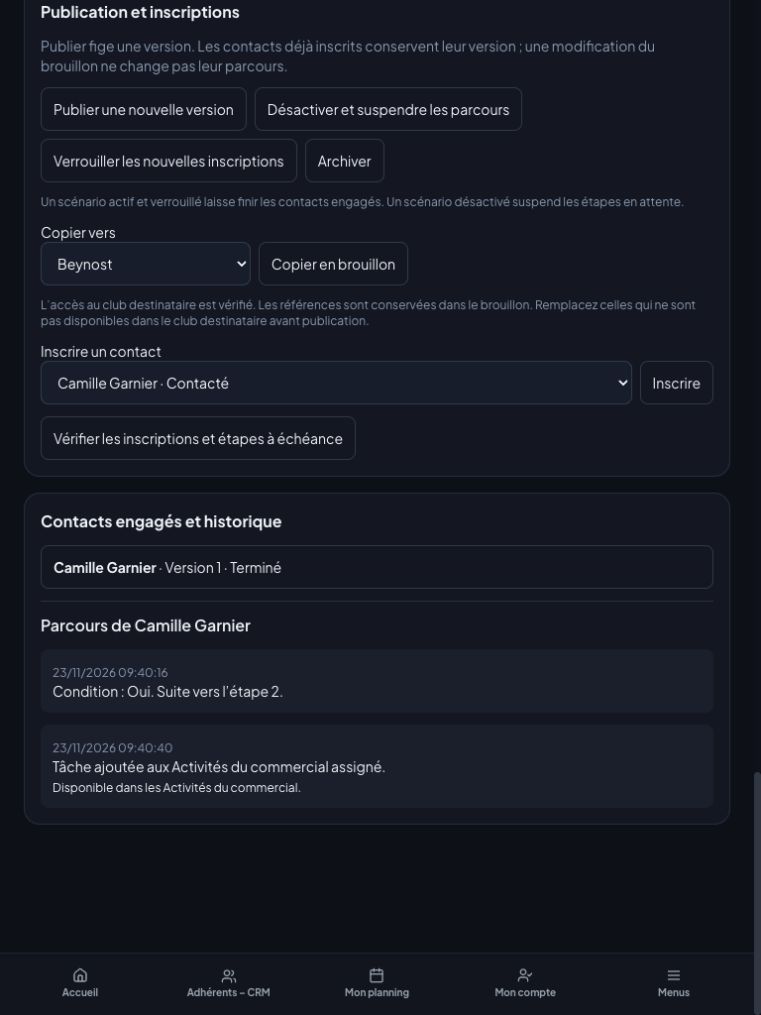 Publication et inscriptions
Publier fige une version. Les contacts déjà inscrits conservent leur version ; une modification du
brouillon ne change pas leur parcours.
Publier une nouvelle version
Désactiver et suspendre les parcours
Verrouiller les nouvelles inscriptions
Archiver
Un scénario actif et verrouillé laisse finir les contacts engagés. Un scénario désactivé suspend les étapes en attente.
Copier vers
Beynost
Copier en brouillon
L'accès au club destinataire est vérifié. Les références sont conservées dans le brouillon. Remplacez celles qui ne sont
pas disponibles dans le club destinataire avant publication.
Inscrire un contact
Camille Garnier · Contacté
Inscrire
Vérifier les inscriptions et étapes à échéance
Contacts engagés et historique
Camille Garnier · Version 1 · Terminé
Parcours de Camille Garnier
23/11/2026 09:40:16
Condition : Oui. Suite vers l'étape 2.
23/11/2026 09:40:40
Tâche ajoutée aux Activités du commercial assigné.
Disponible dans les Activités du commercial.
Accueil
Adhérents – CRM
Mon planning
Mon compte
Menus